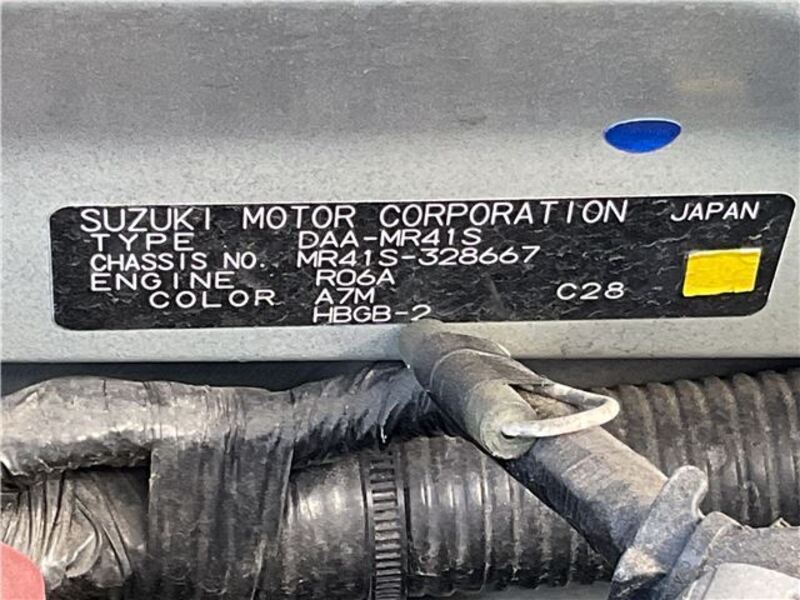 SUZUKI MOTOR CORPORATION JAPAN
TYPE DAA-MR41S
CHASSIS NO. MR41S-328667
ENGINE R06A
COLOR A7M C28
HBGB-2